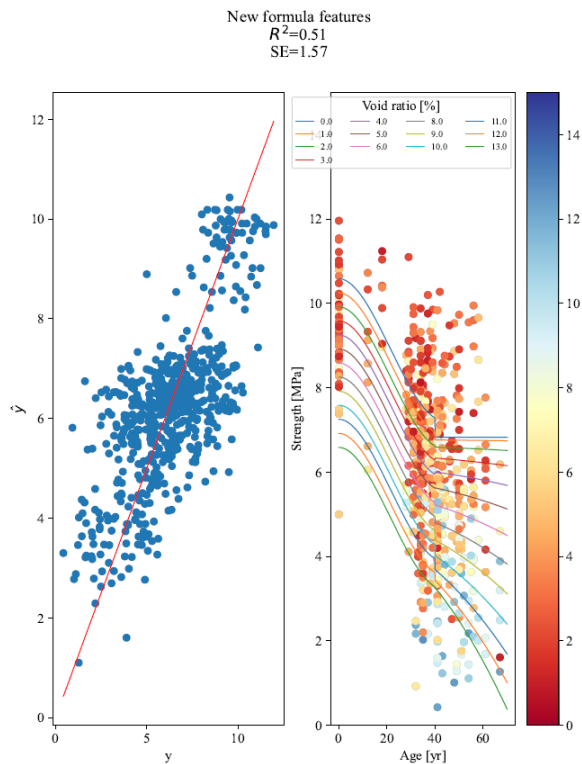 New formula features
R²=0.51
SE=1.57
12
10
8
6
4
2
0
ŷ
0
5
10
y
Void ratio [%]
0.0 4.0 8.0 11.0
1.0 5.0 9.0 12.0
2.0 6.0 10.0 13.0
3.0
12
10
8
6
4
2
0
Strength [MPa]
0
20
40
60
Age [yr]
14
12
10
8
6
4
2
0